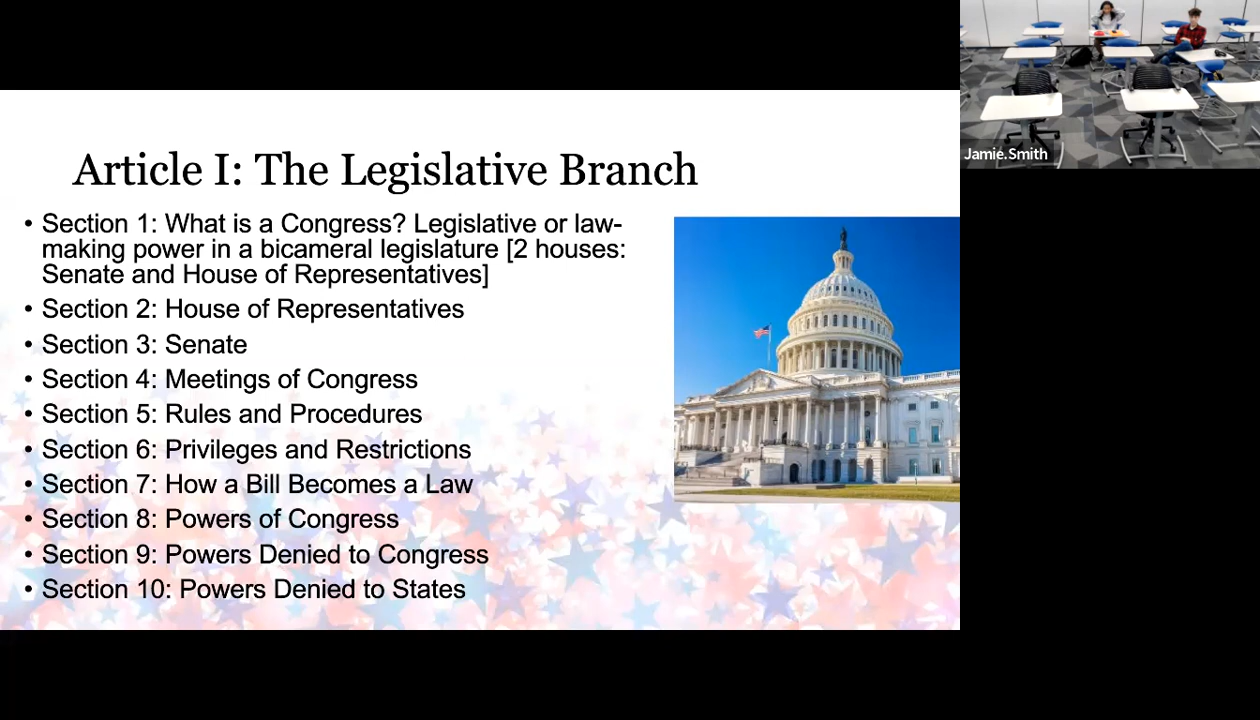 Article I: The Legislative Branch
• Section 1: What is a Congress? Legislative or law-
making power in a bicameral legislature [2 houses:
Senate and House of Representatives]
• Section 2: House of Representatives
• Section 3: Senate
• Section 4: Meetings of Congress
• Section 5: Rules and Procedures
• Section 6: Privileges and Restrictions
• Section 7: How a Bill Becomes a Law
• Section 8: Powers of Congress
• Section 9: Powers Denied to Congress
• Section 10: Powers Denied to States
Jamie.Smith